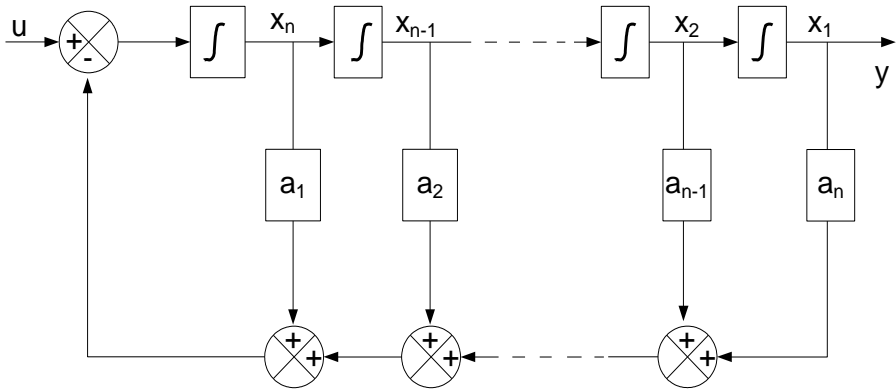 u + - ∫ xₙ ∫ xₙ₋₁ ∫ x₂ ∫ x₁ y
a₁ a₂ aₙ₋₁ aₙ
+ + + + + +